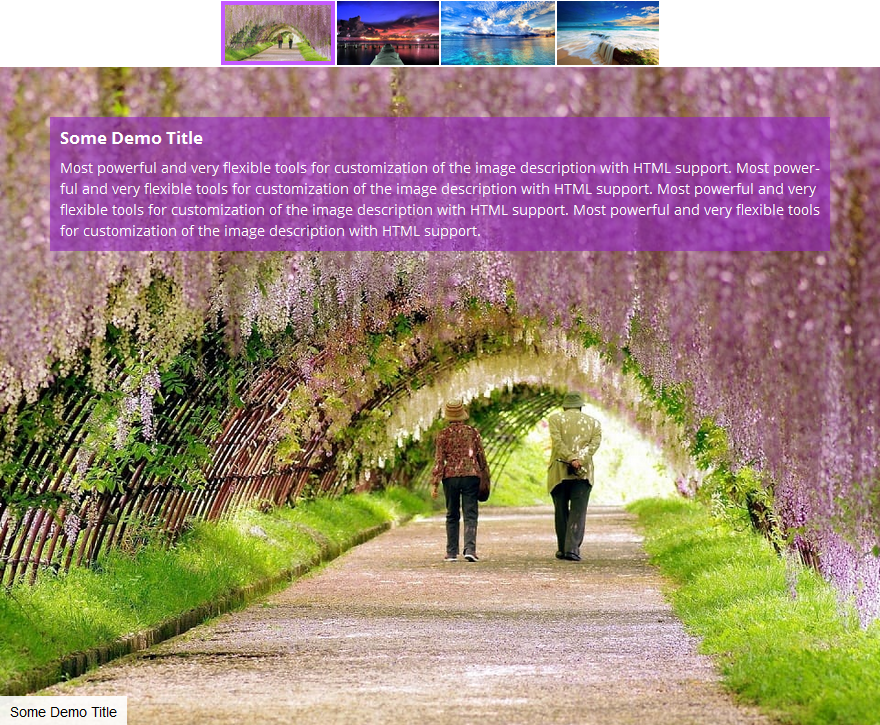 Some Demo Title
Most powerful and very flexible tools for customization of the image description with HTML support. Most power-
ful and very flexible tools for customization of the image description with HTML support. Most powerful and very
flexible tools for customization of the image description with HTML support. Most powerful and very flexible tools
for customization of the image description with HTML support.
Some Demo Title